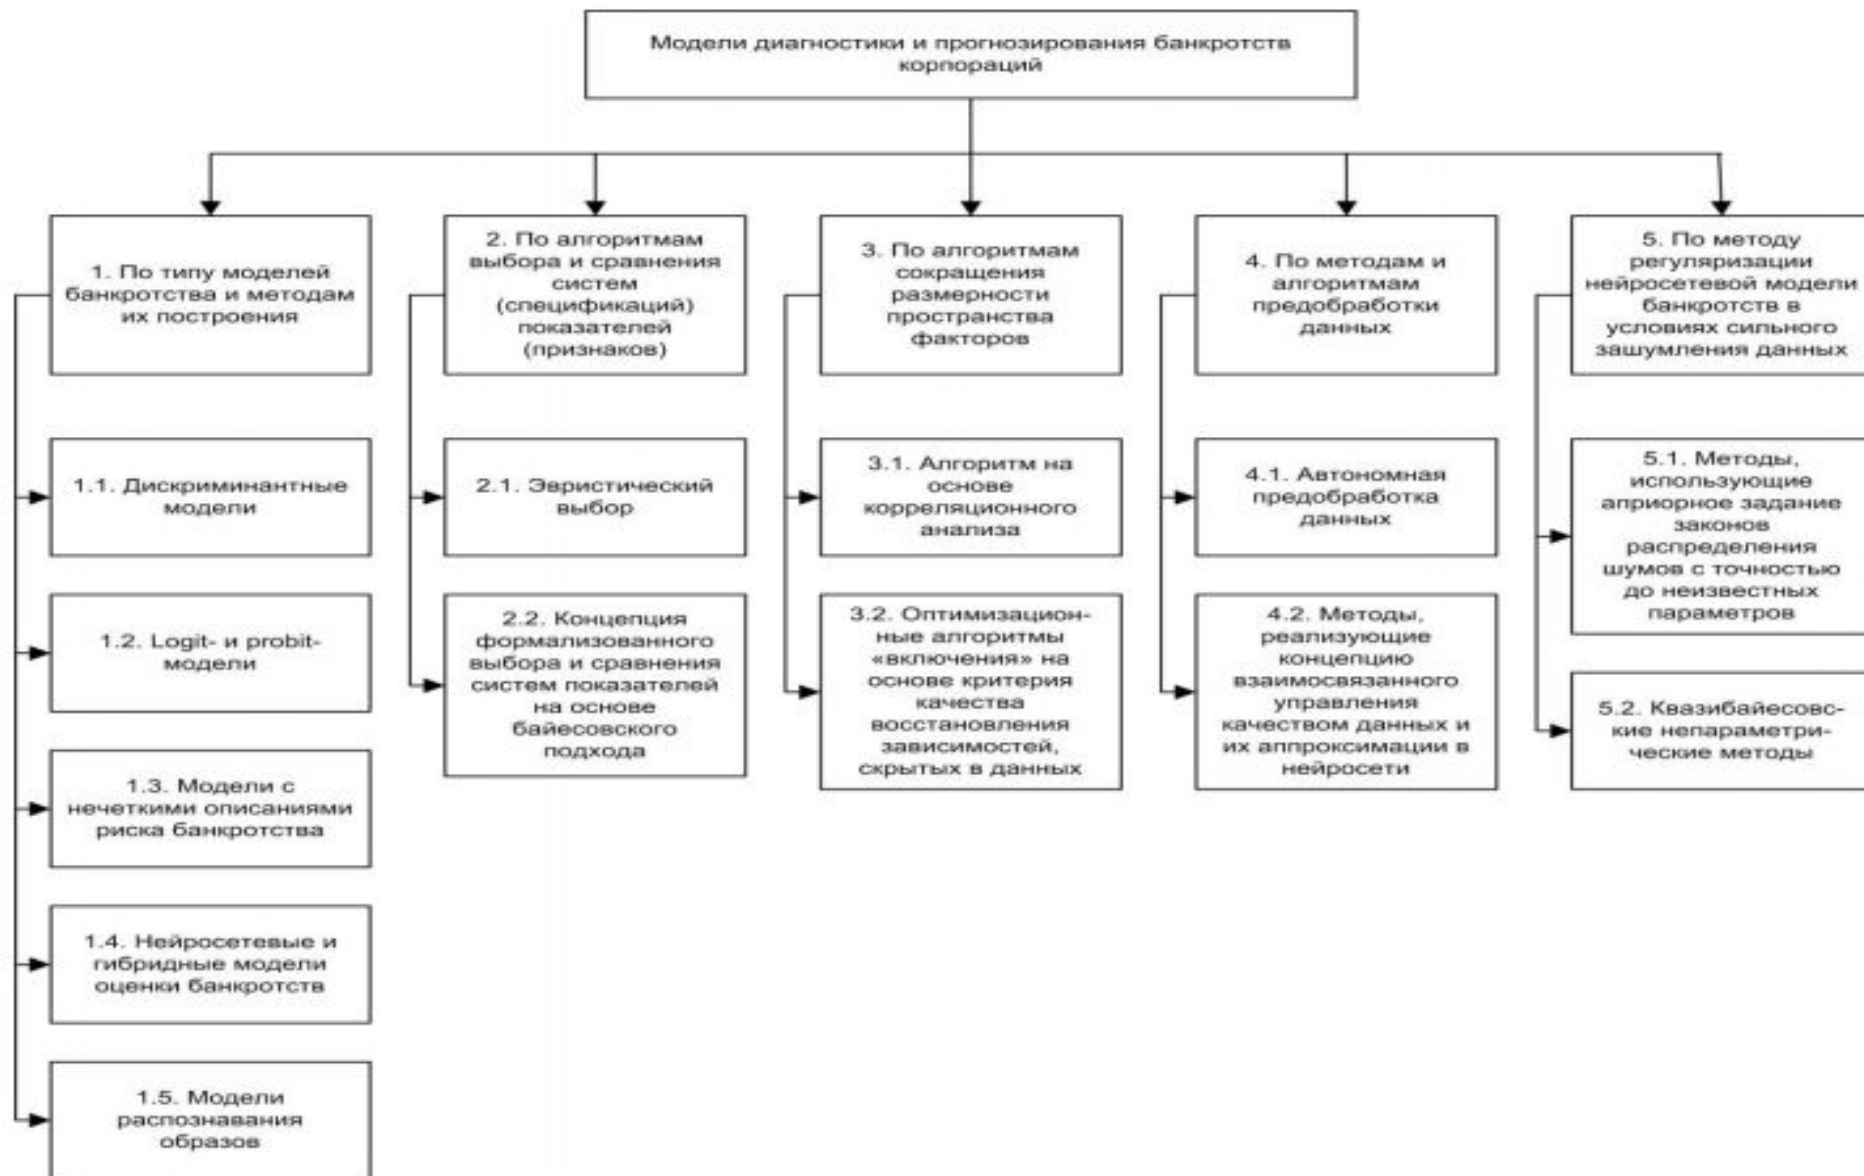 Модели диагностики и прогнозирования банкротств
корпораций
1. По типу моделей
банкротства и методам
их построения
2. По алгоритмам
выбора и сравнения
систем
(спецификаций)
показателей
(признаков)
3. По алгоритмам
сокращения
размерности
пространства
факторов
4. По методам и
алгоритмам
предобработки
данных
5. По методу
регуляризации
нейросетевой модели
банкротств в
условиях сильного
зашумления данных
1.1. Дискриминантные
модели
2.1. Эвристический
выбор
3.1. Алгоритм на
основе
корреляционного
анализа
4.1. Автономная
предобработка
данных
5.1. Методы,
использующие
априорное задание
законов
распределения
шумов с точностью
до неизвестных
параметров
1.2. Logit- и probit-
модели
2.2. Концепция
формализованного
выбора и сравнения
систем показателей
на основе
байесовского
подхода
3.2. Оптимизацион-
ные алгоритмы
«включения» на
основе критерия
качества
восстановления
зависимостей,
скрытых в данных
4.2. Методы,
реализующие
концепцию
взаимосвязанного
управления
качеством данных и
их аппроксимации в
нейросети
5.2. Квазибайесовс-
кие непараметри-
ческие методы
1.3. Модели с
нечеткими описаниями
риска банкротства
1.4. Нейросетевые и
гибридные модели
оценки банкротств
1.5. Модели
распознавания
образов